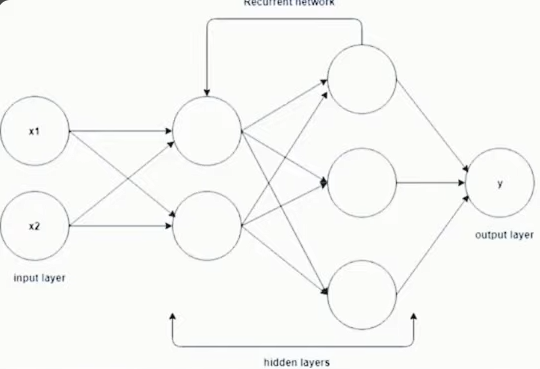 Recurrent network
x1
x2
y
input layer
output layer
hidden layers